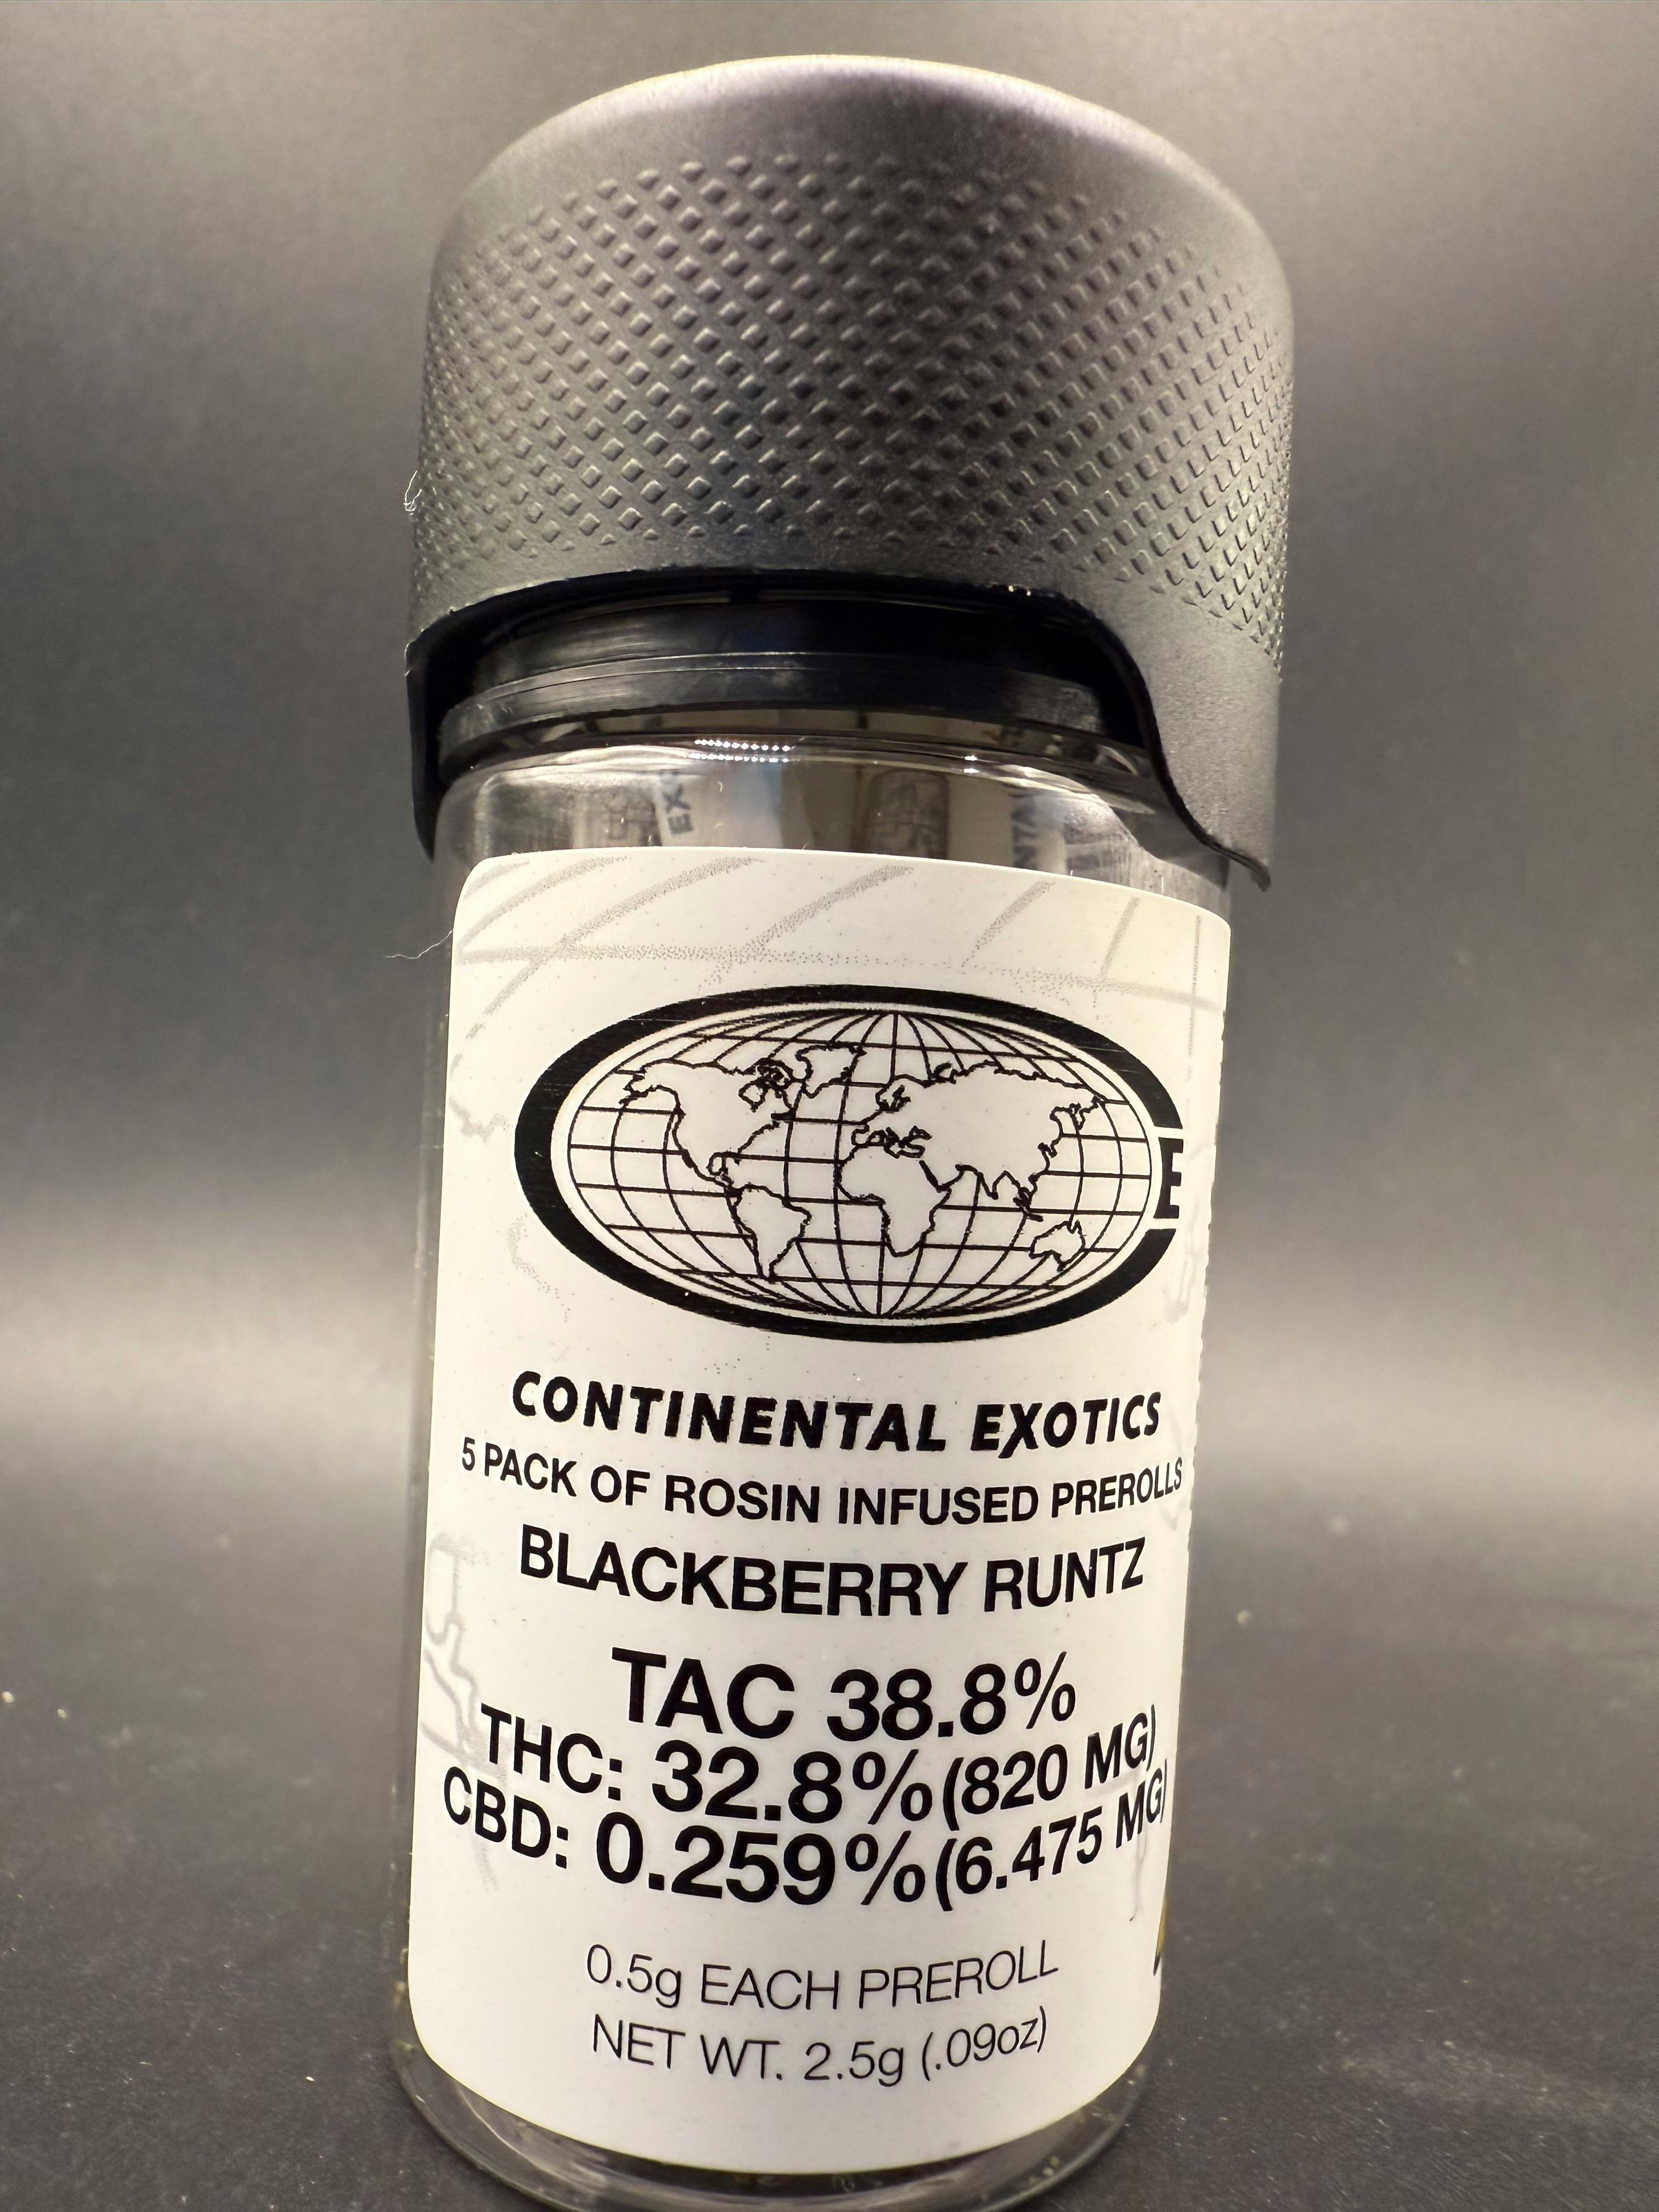 EX
E
CONTINENTAL EXOTICS
5 PACK OF ROSIN INFUSED PREROLLS
BLACKBERRY RUNTZ
TAC 38.8%
THC: 32.8%(820 MG)
CBD: 0.259%(6.475 MG)
0.5g EACH PREROLL
NET WT. 2.5g (.09oz)